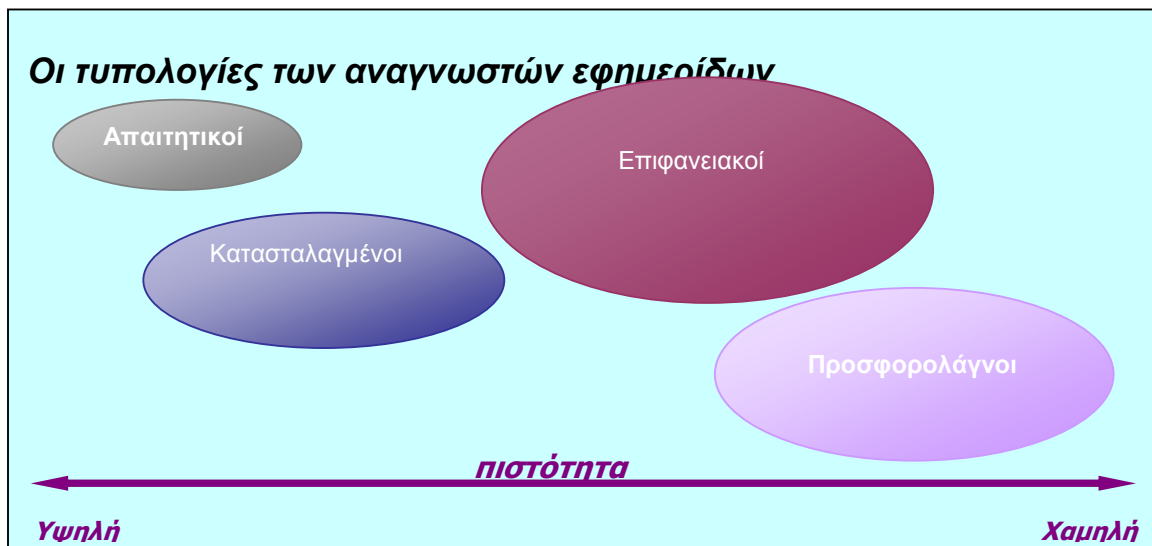 Οι τυπολογίες των αναγνωστών εφημερίδων
Απαιτητικοί
Επιφανειακοί
Κατασταλαγμένοι
Προσφορολάγνοι
πιστότητα
Υψηλή
Χαμηλή